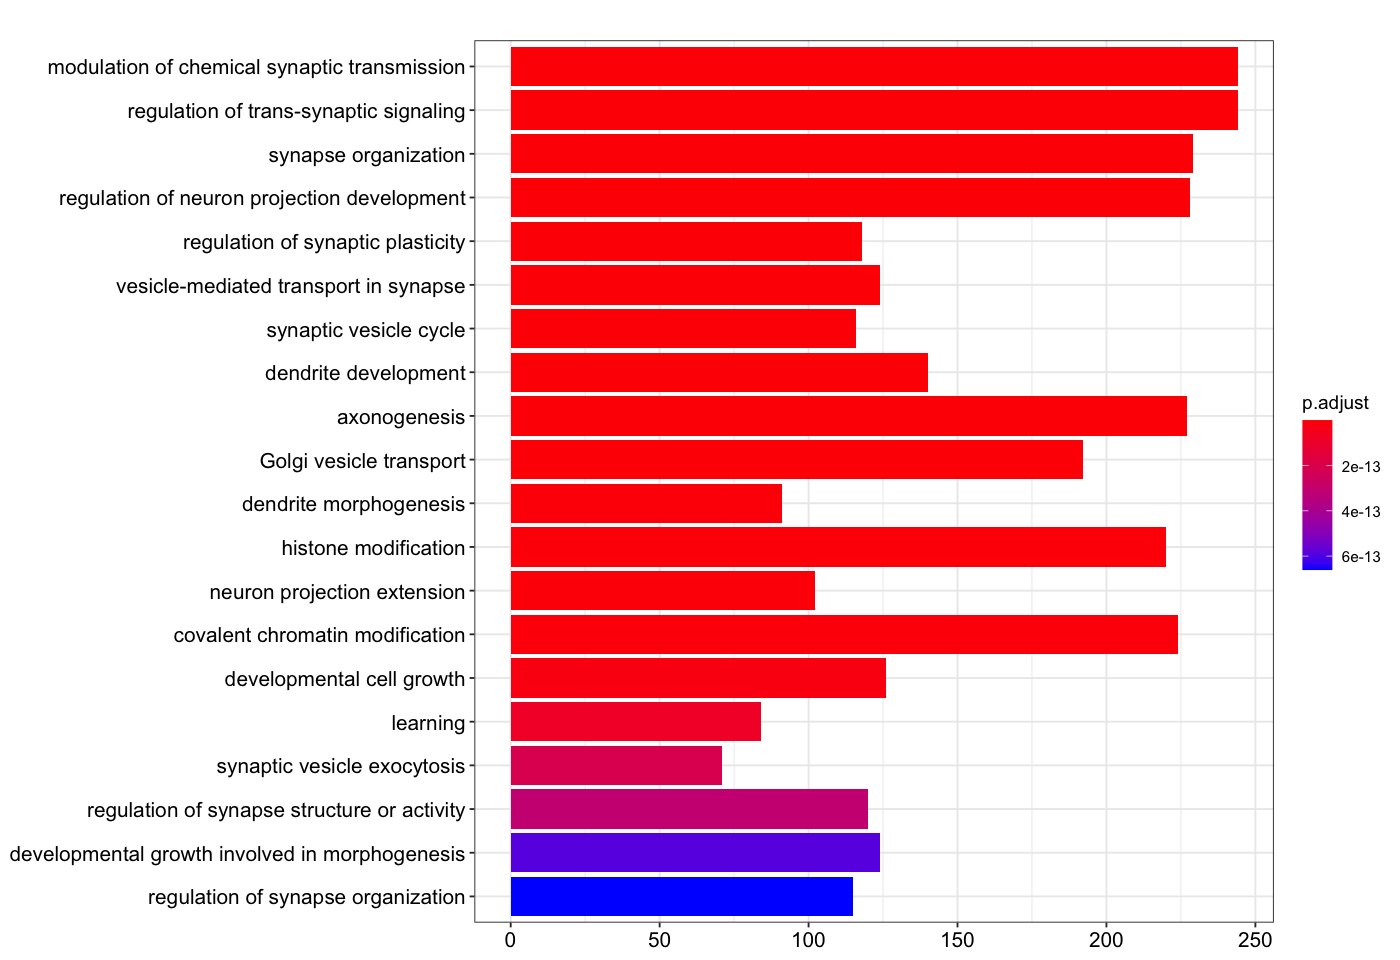 modulation of chemical synaptic transmission
regulation of trans-synaptic signaling
synapse organization
regulation of neuron projection development
regulation of synaptic plasticity
vesicle-mediated transport in synapse
synaptic vesicle cycle
dendrite development
axonogenesis
Golgi vesicle transport
dendrite morphogenesis
histone modification
neuron projection extension
covalent chromatin modification
developmental cell growth
learning
synaptic vesicle exocytosis
regulation of synapse structure or activity
developmental growth involved in morphogenesis
regulation of synapse organization
0 50 100 150 200 250
p.adjust
2e-13
4e-13
6e-13